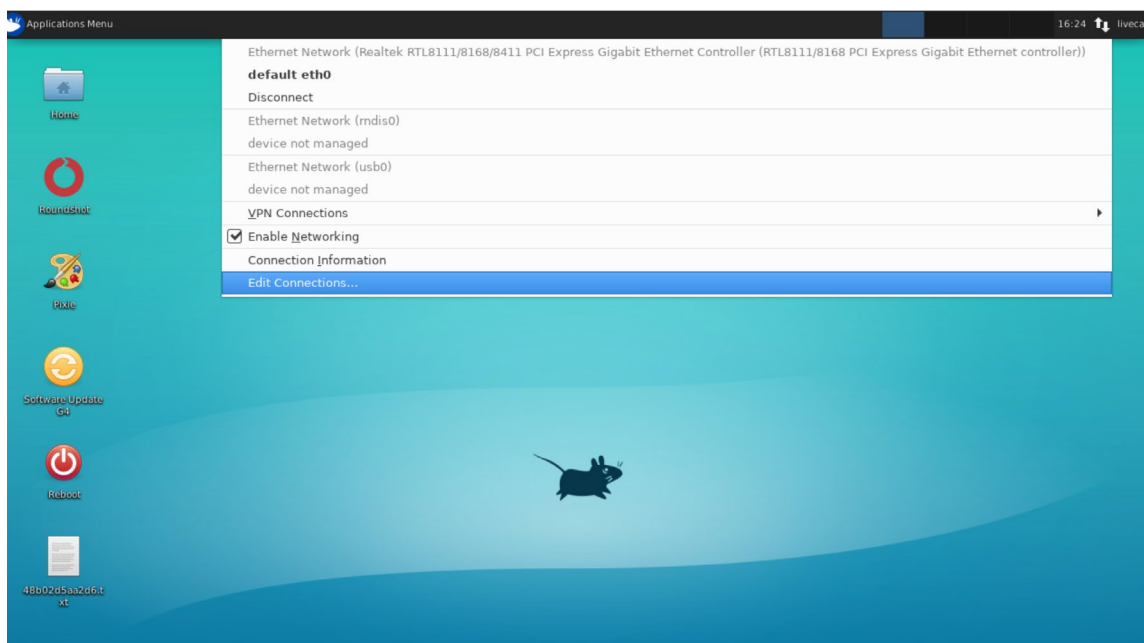 Applications Menu
16:24
liveca
Ethernet Network (Realtek RTL8111/8168/8411 PCI Express Gigabit Ethernet Controller (RTL8111/8168 PCI Express Gigabit Ethernet controller))
default eth0
Disconnect
Ethernet Network (rndis0)
device not managed
Ethernet Network (usb0)
device not managed
VPN Connections
Enable Networking
Connection Information
Edit Connections...
Home
Roundshot
Pixie
Software Update
G4
Reboot
48b02d5aa2d6.t
xt